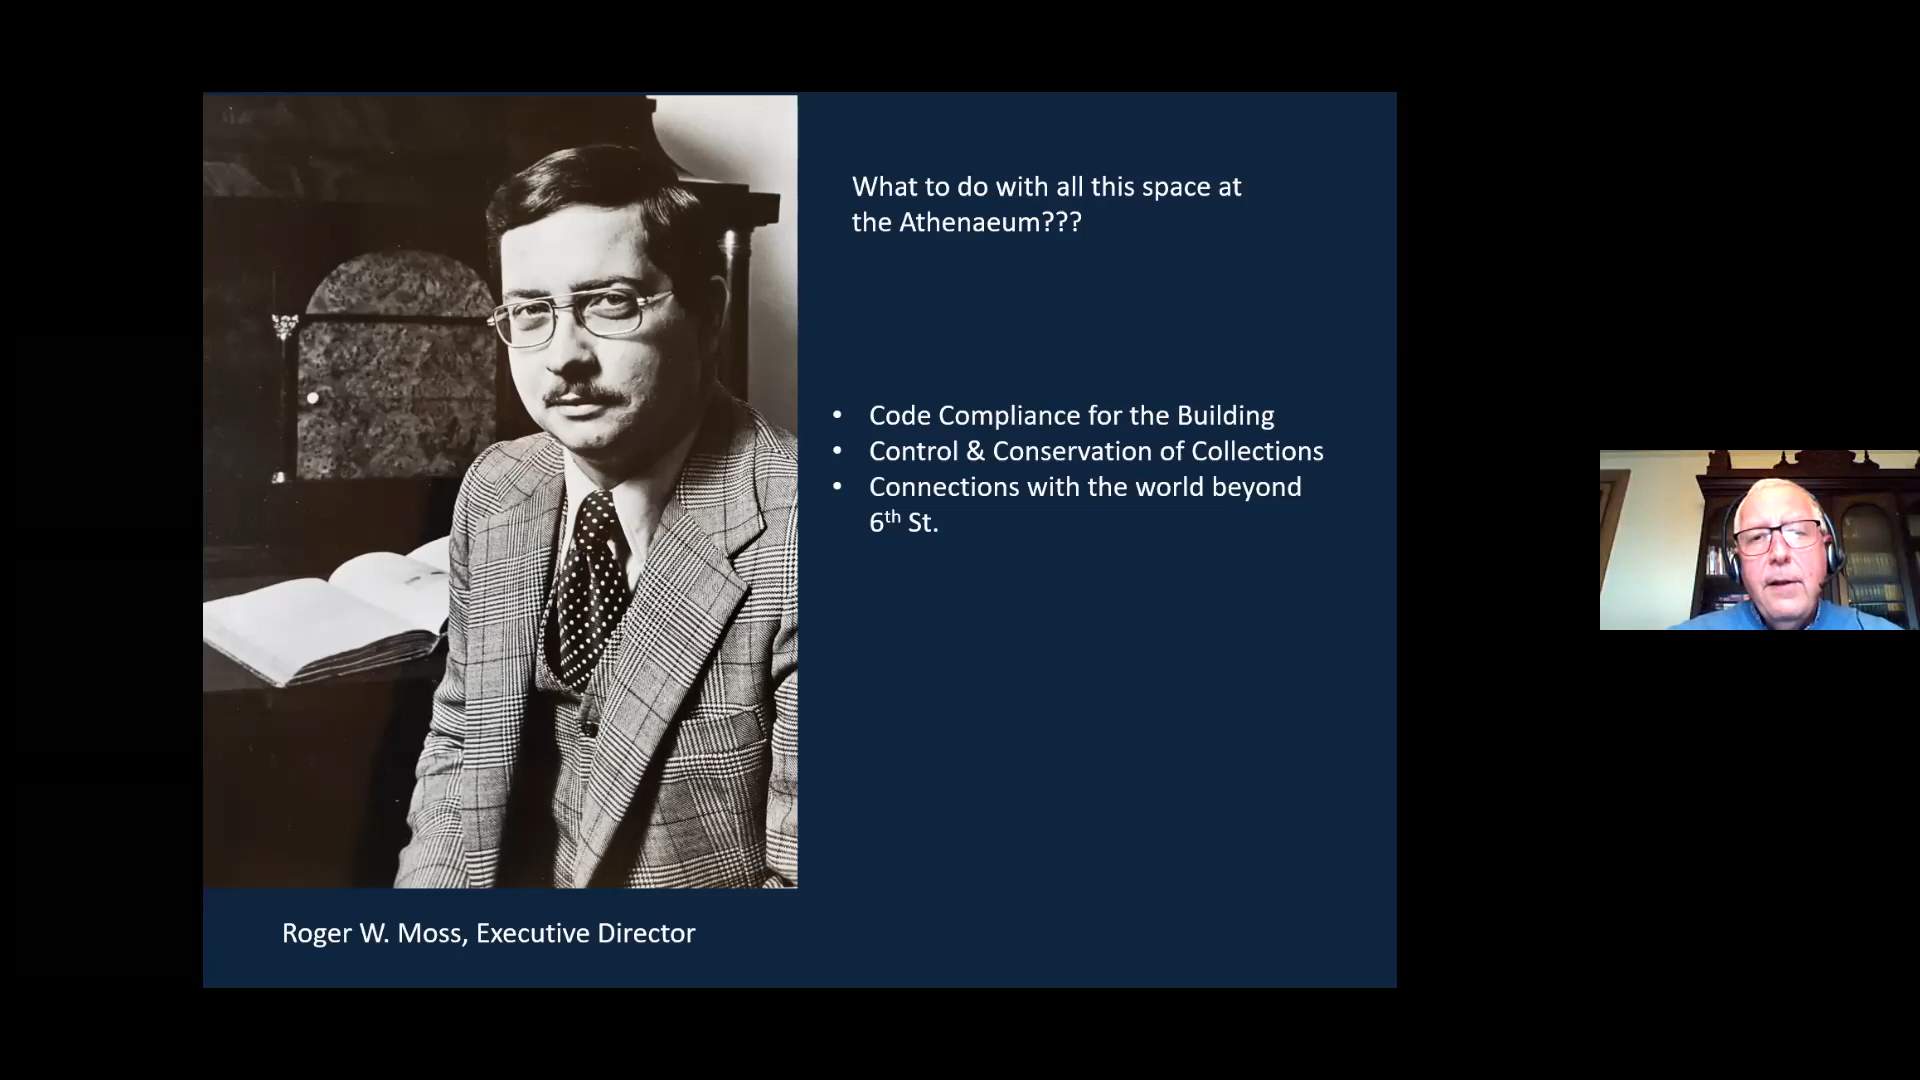 What to do with all this space at
the Athenaeum???
• Code Compliance for the Building
• Control & Conservation of Collections
• Connections with the world beyond
6th St.
Roger W. Moss, Executive Director